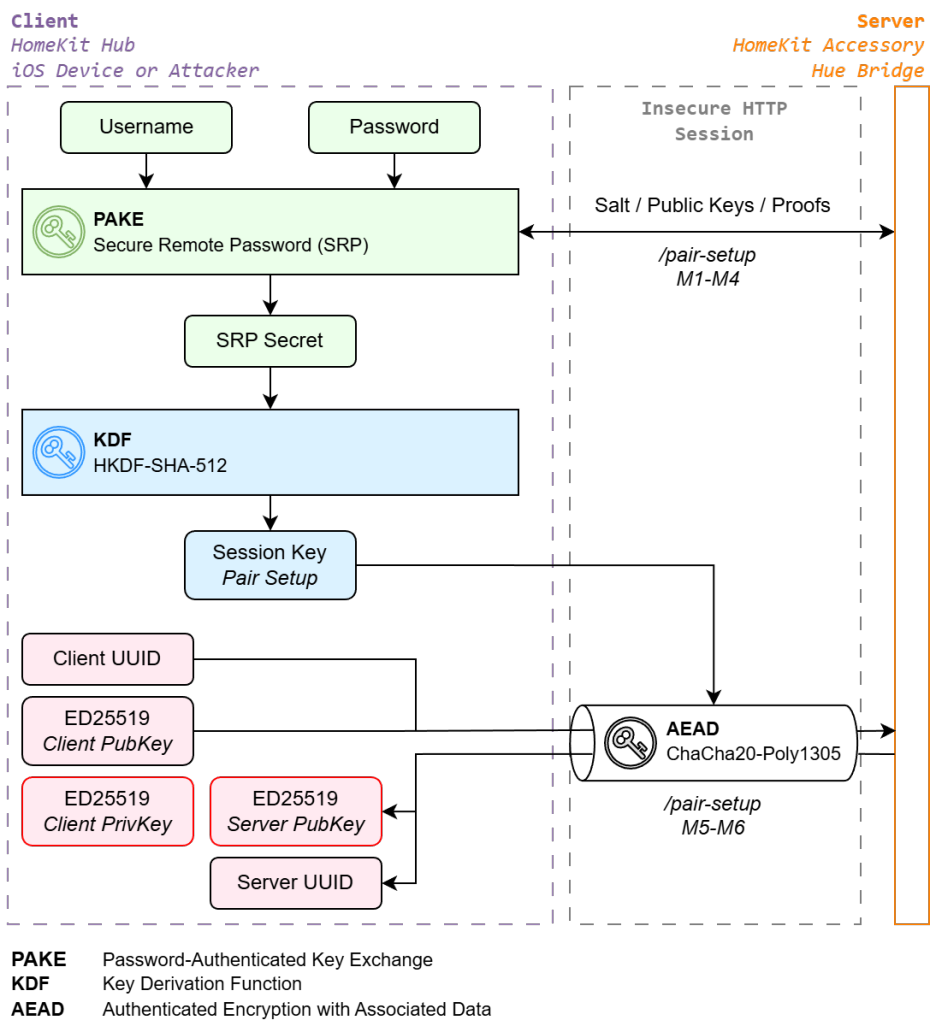 Client
HomeKit Hub
iOS Device or Attacker
Server
HomeKit Accessory
Hue Bridge
Insecure HTTP
Session
Username
Password
PAKE
Secure Remote Password (SRP)
Salt / Public Keys / Proofs
/pair-setup
M1-M4
SRP Secret
KDF
HKDF-SHA-512
Session Key
Pair Setup
Client UUID
ED25519
Client PubKey
AEAD
ChaCha20-Poly1305
ED25519
Client PrivKey
ED25519
Server PubKey
/pair-setup
M5-M6
Server UUID
PAKE Password-Authenticated Key Exchange
KDF Key Derivation Function
AEAD Authenticated Encryption with Associated Data